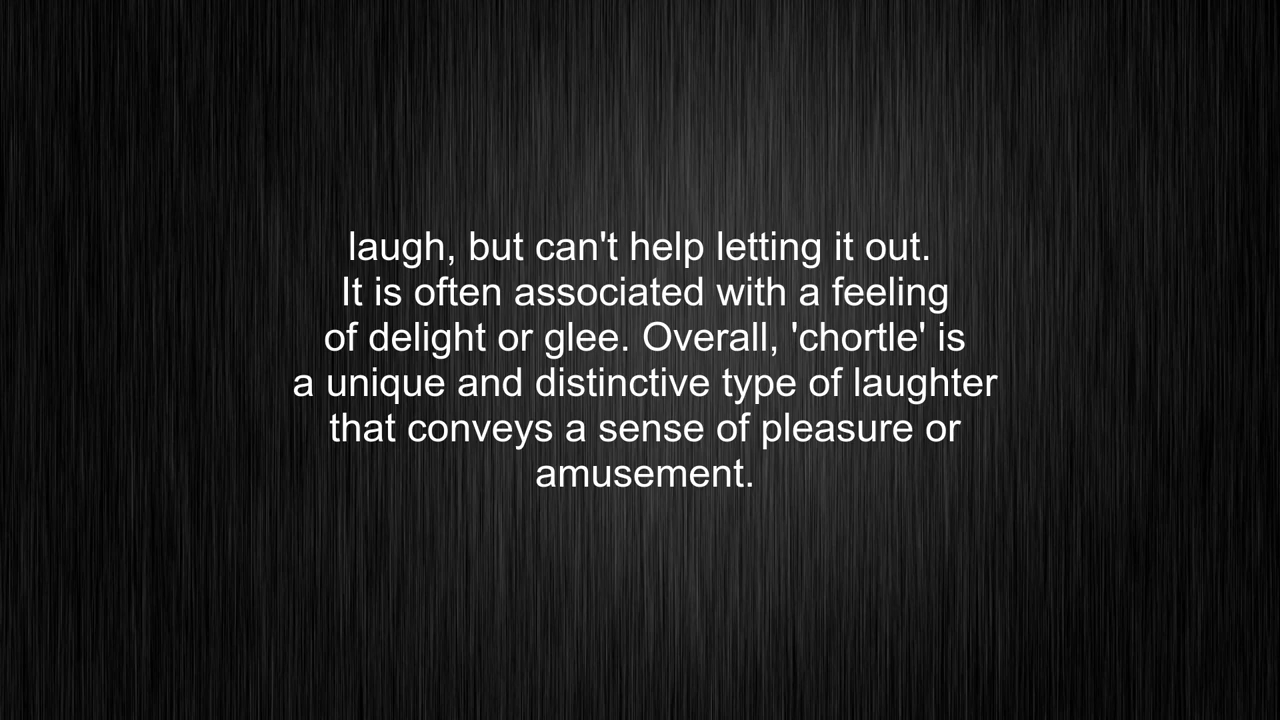 laugh, but can't help letting it out.
It is often associated with a feeling
of delight or glee. Overall, 'chortle' is
a unique and distinctive type of laughter
that conveys a sense of pleasure or
amusement.